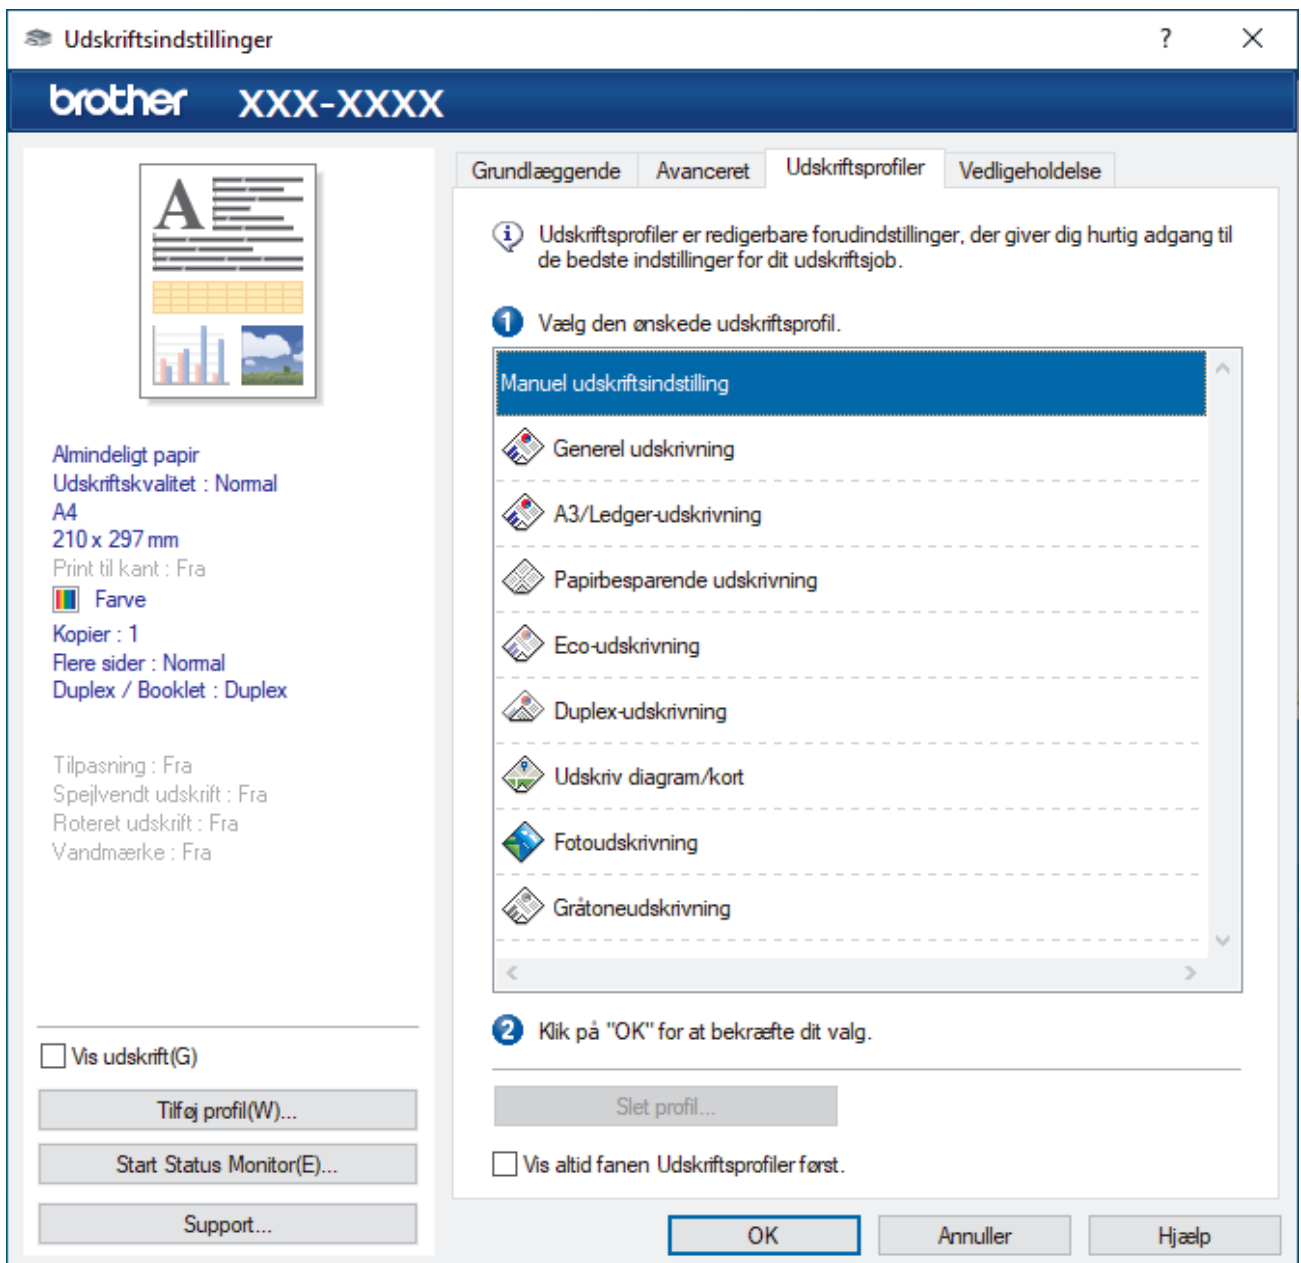 Udskriftsindstillinger
?
brother XXX-XXXX
A
Almindeligt papir
Udskriftskvalitet : Normal
A4
210 x 297 mm
Print til kant : Fra
Farve
Kopier : 1
Flere sider : Normal
Duplex / Booklet : Duplex
Tilpasning : Fra
Spejlvendt udskrift : Fra
Roteret udskrift : Fra
Vandmærke : Fra
Vis udskrift(G)
Tilføj profil(W)...
Start Status Monitor(E)...
Support...
Grundlæggende Avanceret Udskriftsprofiler Vedligeholdelse
Udskriftsprofiler er redigerbare forudindstillinger, der giver dig hurtig adgang til
de bedste indstillinger for dit udskriftsjob.
1 Vælg den ønskede udskriftsprofil.
Manuel udskriftsindstilling
Generel udskrivning
A3/Ledger-udskrivning
Papirbesparende udskrivning
Eco-udskrivning
Duplex-udskrivning
Udskriv diagram/kort
Fotoudskrivning
Gråtoneudskrivning
2 Klik på "OK" for at bekræfte dit valg.
Slet profil...
Vis altid fanen Udskriftsprofiler først.
OK Annuller Hjælp